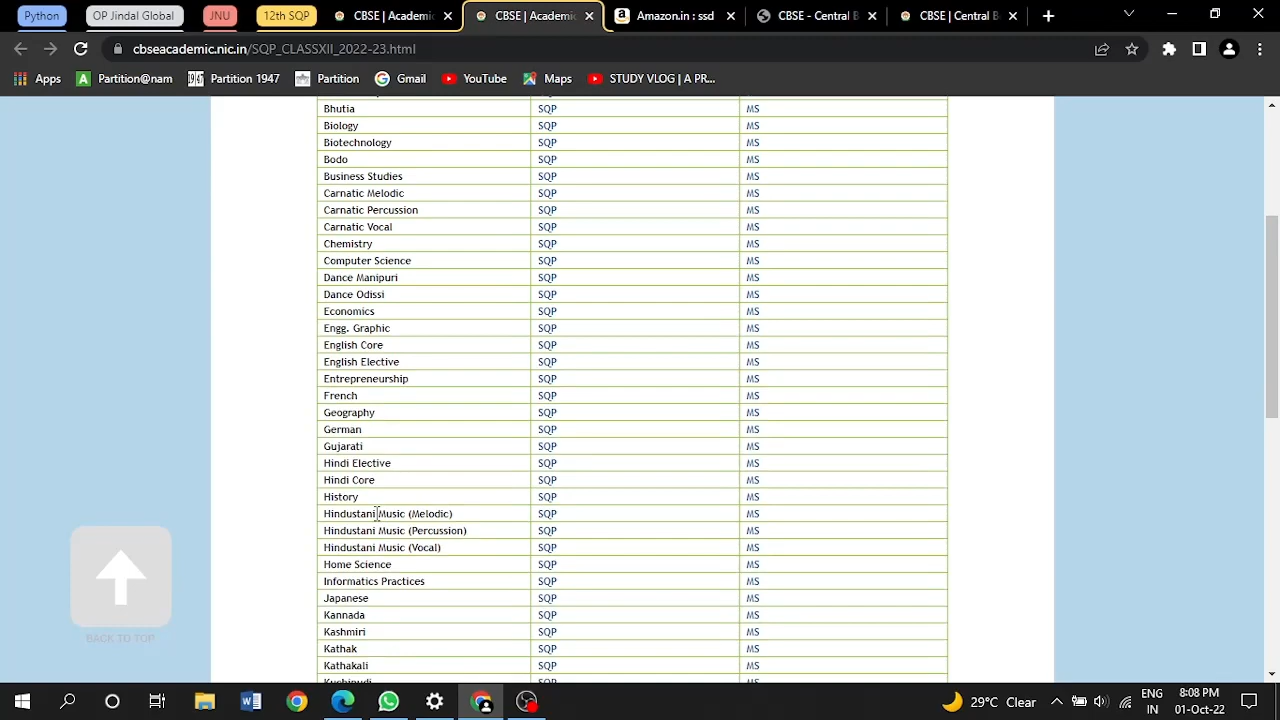 Python OP Jindal Global JNU 12th SQP CBSE | Academic CBSE | Academic Amazon.in : ssd CBSE - Central B CBSE | Central B
cbseacademic.nic.in/SQP_CLASSXII_2022-23.html
Apps Partition@nam Partition 1947 Partition Gmail YouTube Maps STUDY VLOG | A PR...
Bhutia SQP MS
Biology SQP MS
Biotechnology SQP MS
Bodo SQP MS
Business Studies SQP MS
Carnatic Melodic SQP MS
Carnatic Percussion SQP MS
Carnatic Vocal SQP MS
Chemistry SQP MS
Computer Science SQP MS
Dance Manipuri SQP MS
Dance Odissi SQP MS
Economics SQP MS
Engg. Graphic SQP MS
English Core SQP MS
English Elective SQP MS
Entrepreneurship SQP MS
French SQP MS
Geography SQP MS
German SQP MS
Gujarati SQP MS
Hindi Elective SQP MS
Hindi Core SQP MS
History SQP MS
Hindustani Music (Melodic) SQP MS
Hindustani Music (Percussion) SQP MS
Hindustani Music (Vocal) SQP MS
Home Science SQP MS
Informatics Practices SQP MS
Japanese SQP MS
Kannada SQP MS
Kashmiri SQP MS
Kathak SQP MS
Kathakali SQP MS
BACK TO TOP
29°C Clear ENG IN 8:08 PM 01-Oct-22